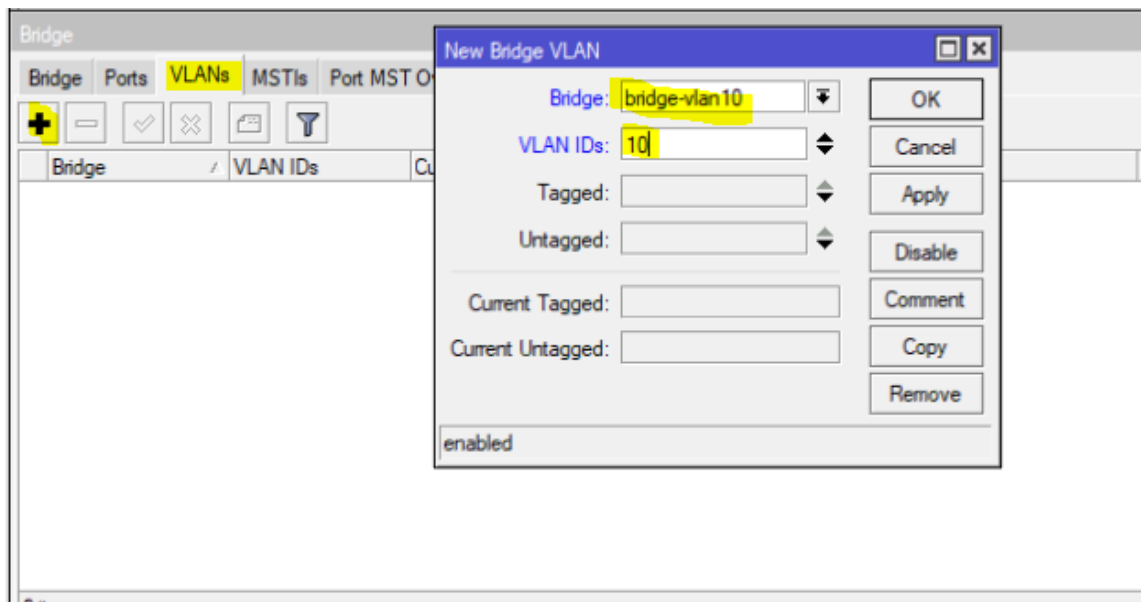 Bridge
Bridge Ports VLANs MSTIs Port MST O
Bridge VLAN IDs Cu
New Bridge VLAN
Bridge: bridge-vlan10
VLAN IDs: 10
Tagged:
Untagged:
Current Tagged:
Current Untagged:
OK
Cancel
Apply
Disable
Comment
Copy
Remove
enabled